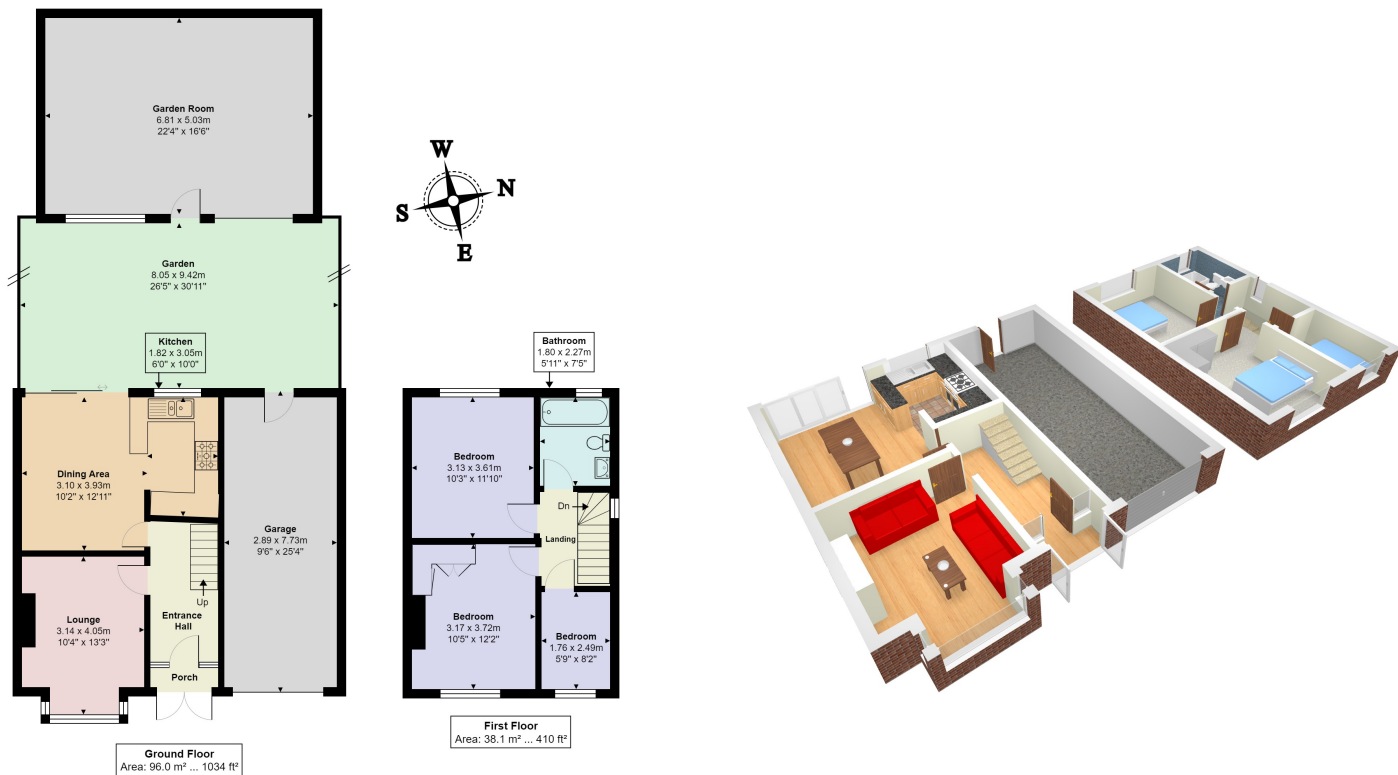 Garden Room
6.81 x 5.03m
22'4" x 16'6"
W
N
S
E
Garden
8.05 x 9.42m
26'5" x 30'11"
Kitchen
1.82 x 3.05m
6'0" x 10'0"
Dining Area
3.10 x 3.93m
10'2" x 12'11"
Garage
2.89 x 7.73m
9'6" x 25'4"
Up
Lounge
3.14 x 4.05m
10'4" x 13'3"
Entrance
Hall
Porch
Ground Floor
Area: 96.0 m² ... 1034 ft²
Bathroom
1.80 x 2.27m
5'11" x 7'5"
Bedroom
3.13 x 3.61m
10'3" x 11'10"
Dn
Landing
Bedroom
3.17 x 3.72m
10'5" x 12'2"
Bedroom
1.76 x 2.49m
5'9" x 8'2"
First Floor
Area: 38.1 m² ... 410 ft²